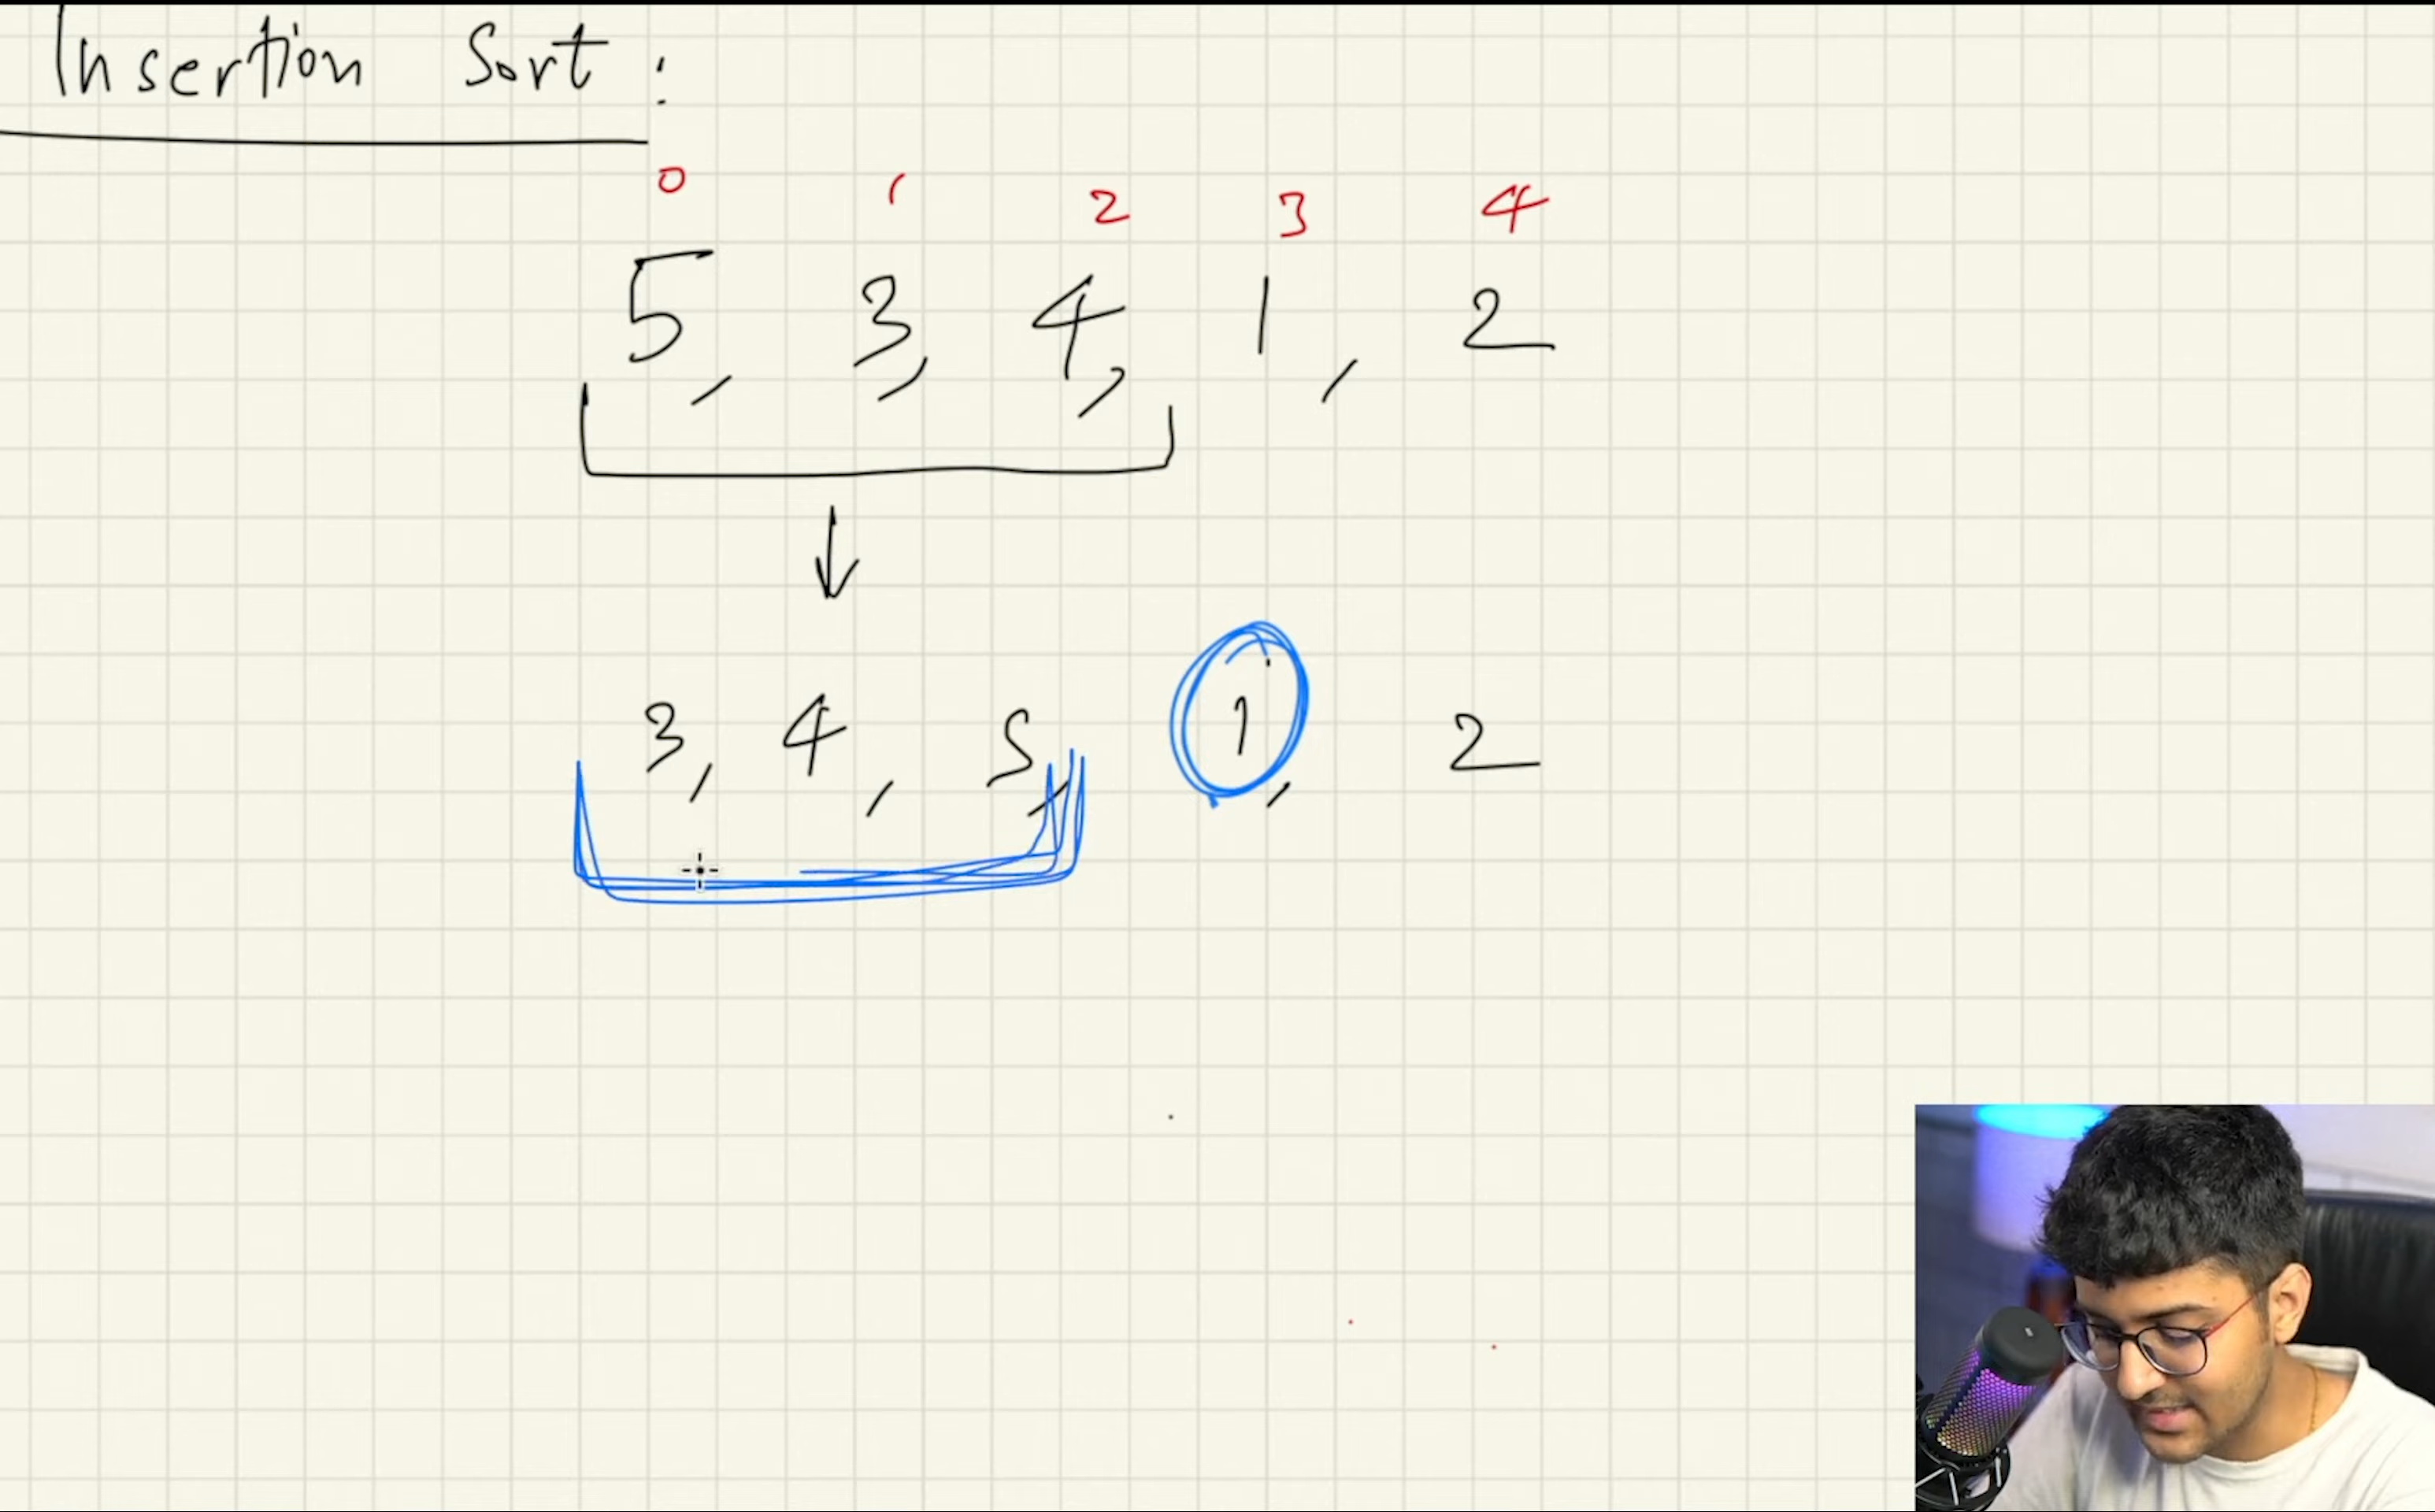 Insertion Sort :
0 1 2 3 4
5, 3, 4, 1, 2
3, 4, 5, 1, 2